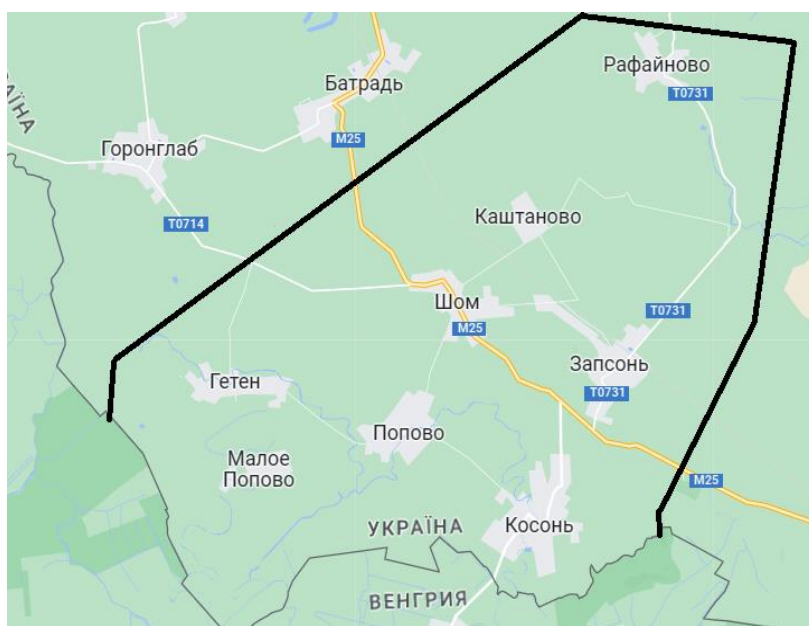 Рафайново
Батрадь
T0731
УКРАЇНА
M25
Горонглаб
Каштаново
T0714
Шом
T0731
M25
Запсонь
Гетен
T0731
Попово
Малое
Попово
M25
Косонь
УКРАЇНА
ВЕНГРИЯ